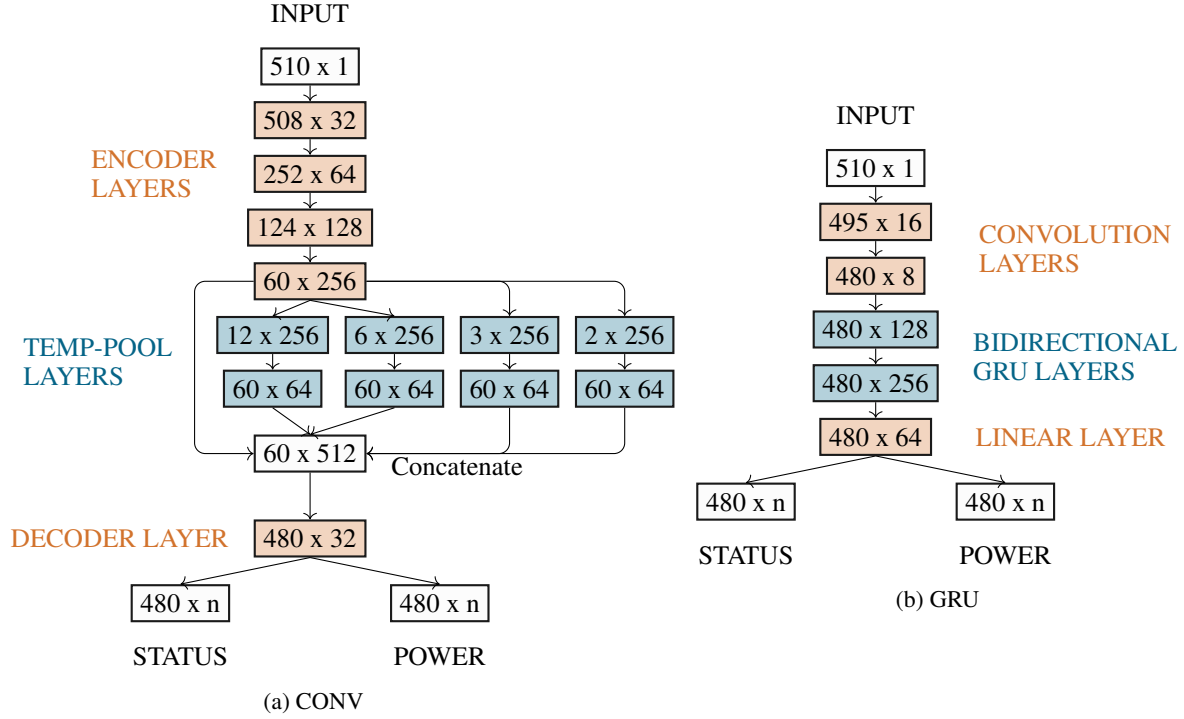 INPUT
510 x 1
508 x 32
ENCODER
LAYERS
252 x 64
124 x 128
60 x 256
TEMP-POOL
LAYERS
12 x 256 6 x 256 3 x 256 2 x 256
60 x 64 60 x 64 60 x 64 60 x 64
60 x 512
Concatenate
DECODER LAYER
480 x 32
480 x n 480 x n
STATUS POWER
(a) CONV
INPUT
510 x 1
495 x 16
CONVOLUTION
LAYERS
480 x 8
480 x 128
BIDIRECTIONAL
GRU LAYERS
480 x 256
480 x 64
LINEAR LAYER
480 x n 480 x n
STATUS POWER
(b) GRU